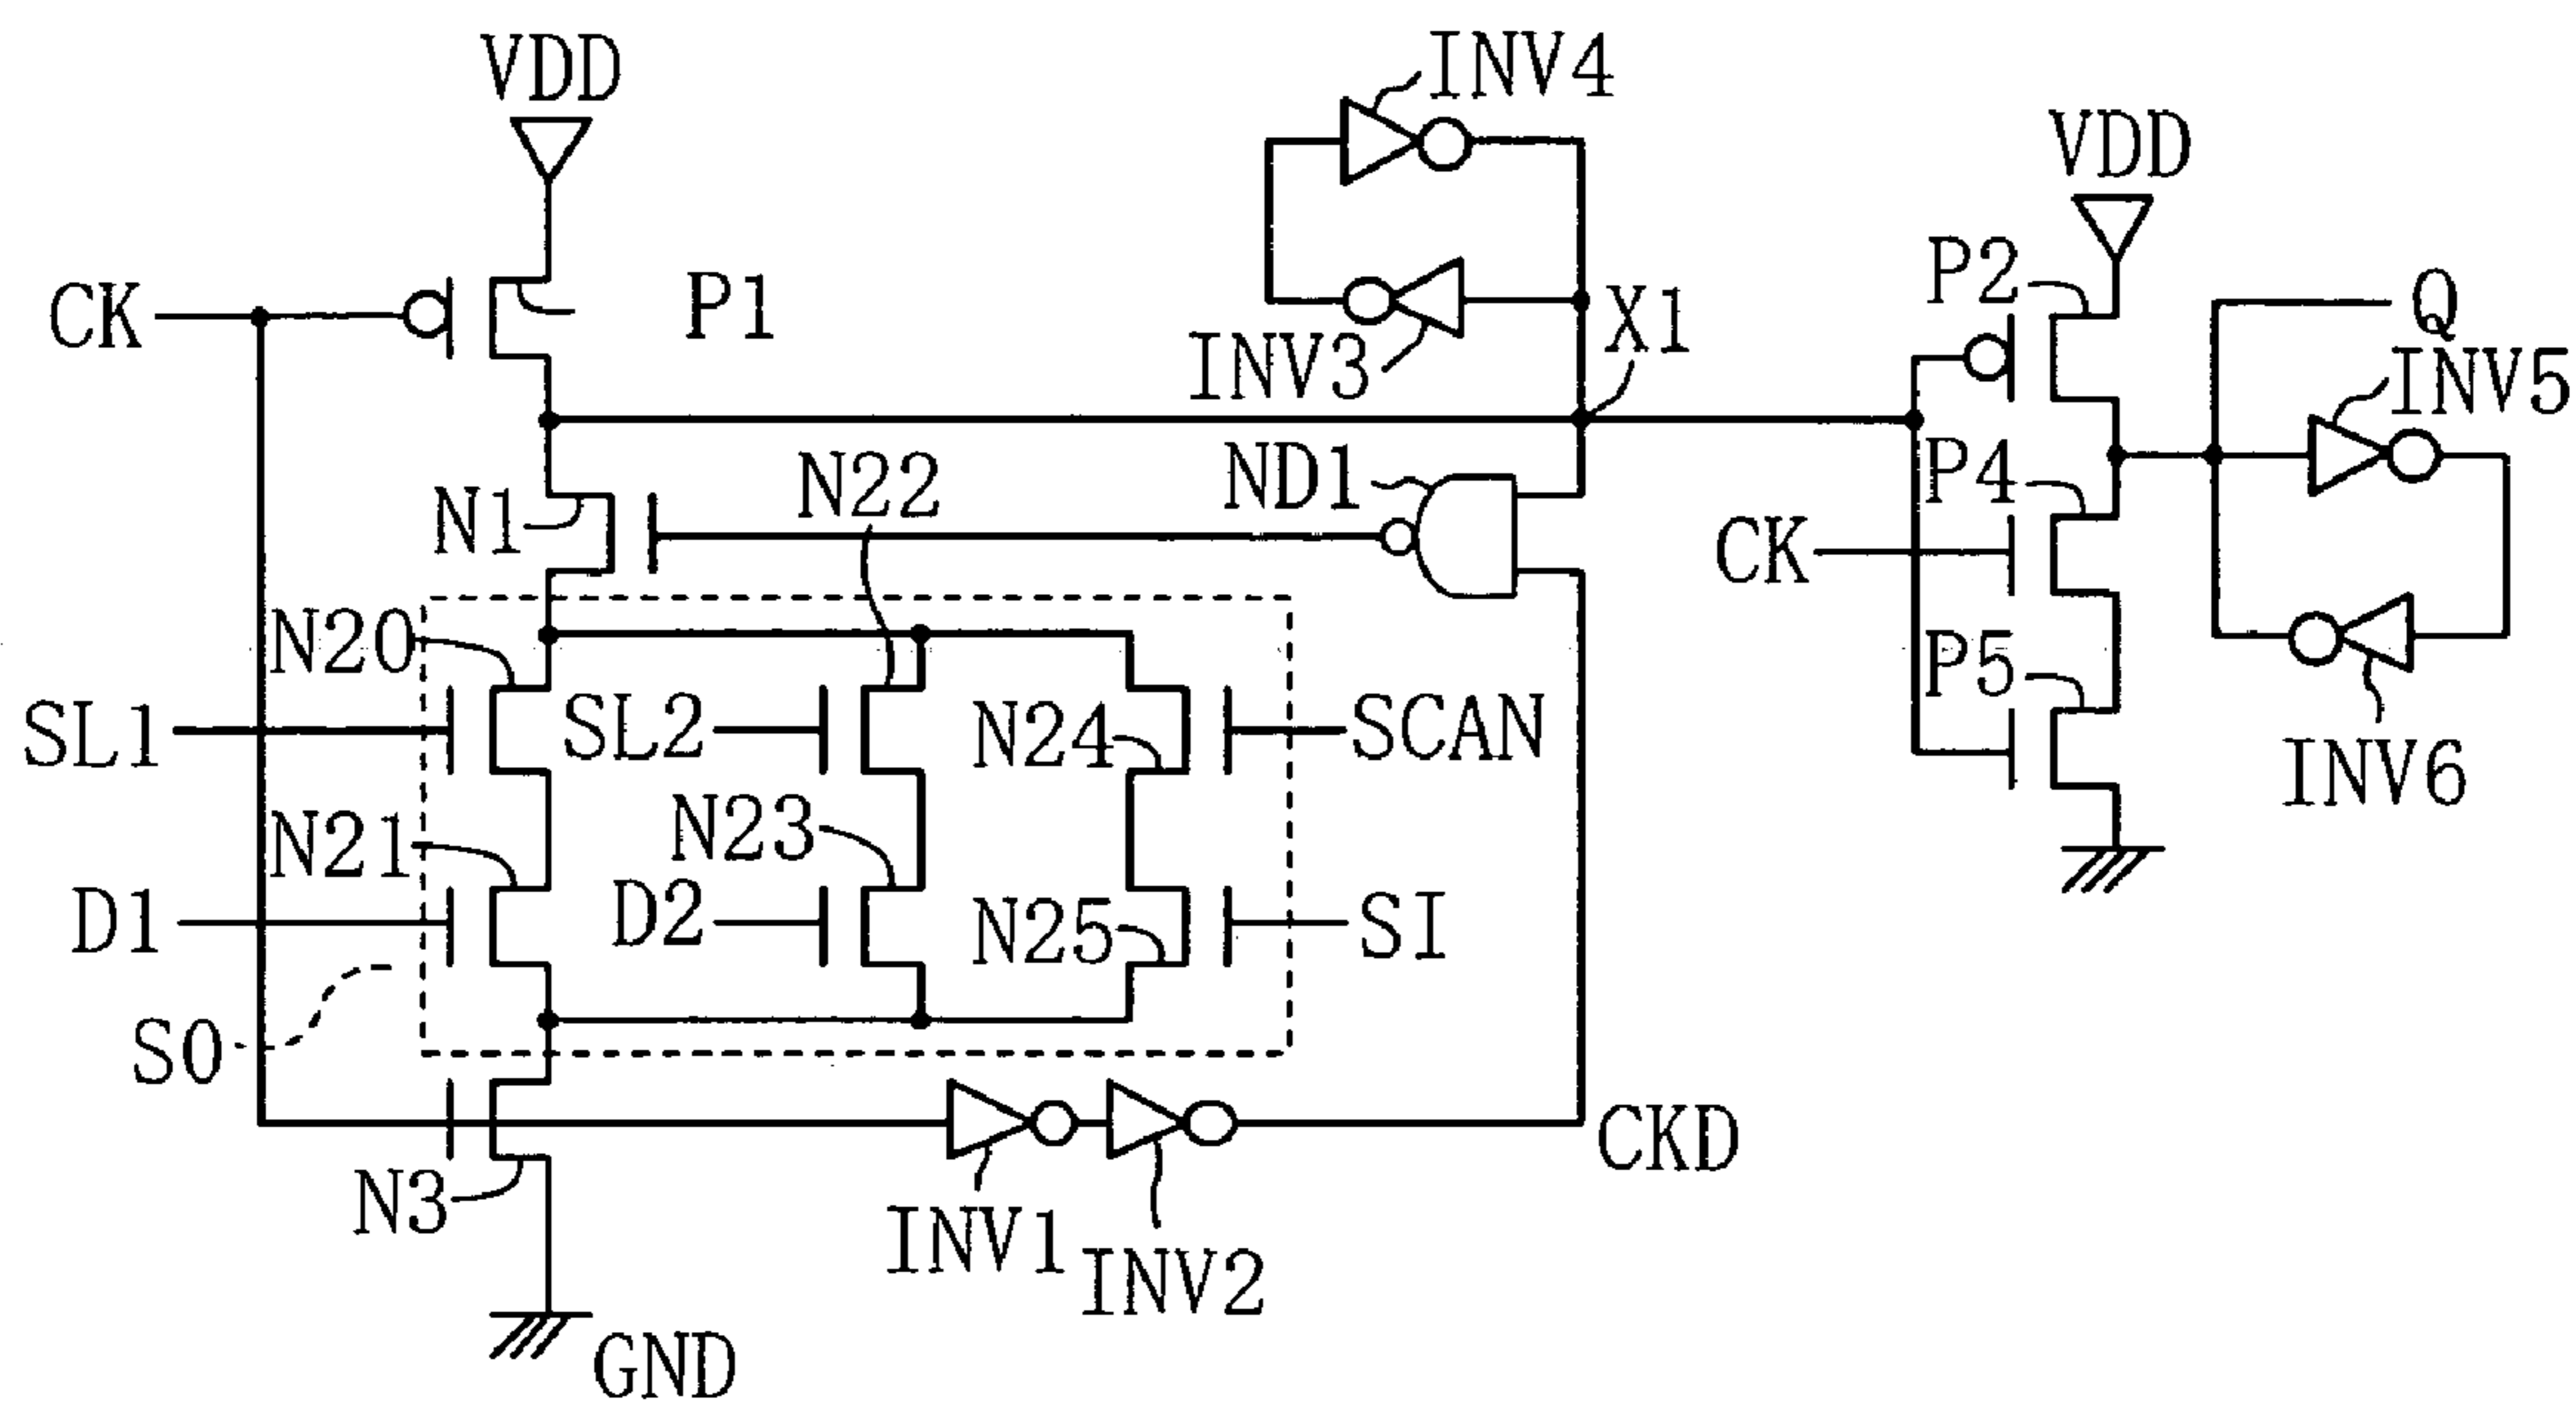 VDD
INV4
VDD
CK
P1
INV3
X1
P2
Q
INV5
N1
N22
ND1
P4
CK
N20
SL1
SL2
N24
SCAN
P5
INV6
N21
N23
D1
D2
N25
SI
S0
N3
INV1
INV2
CKD
GND